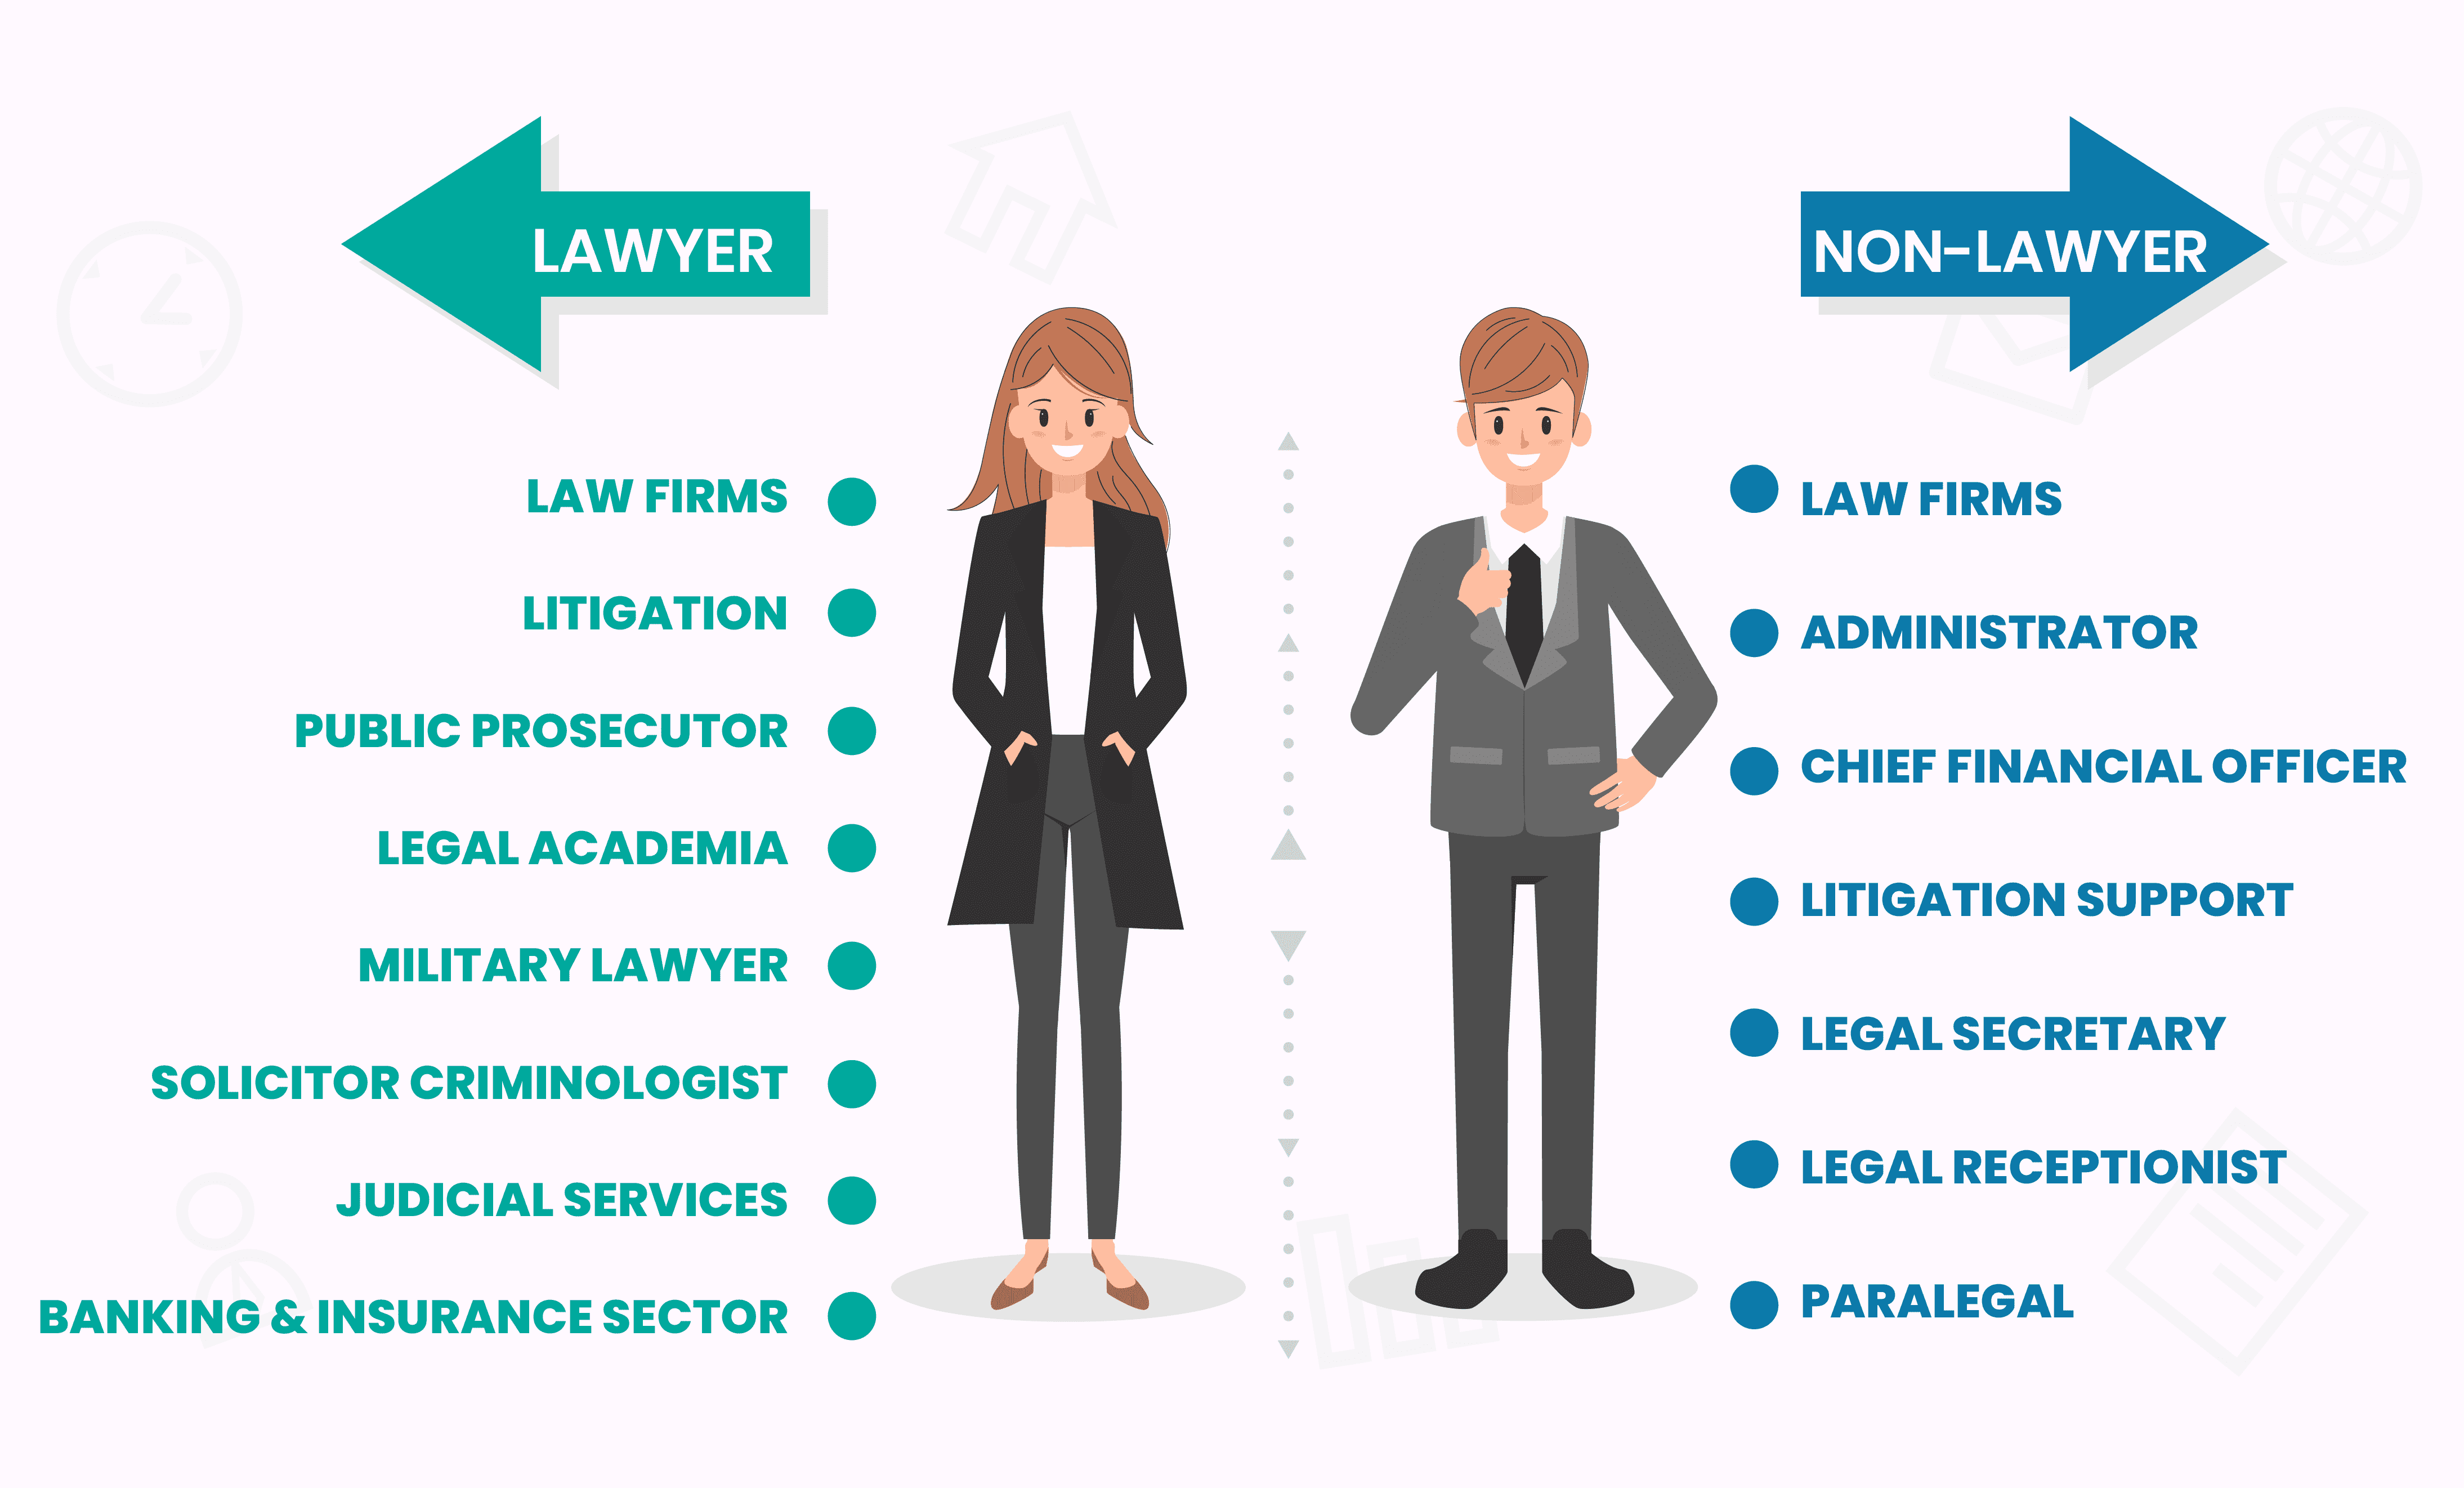 LAWYER
LAW FIRMS
LITIGATION
PUBLIC PROSECUTOR
LEGAL ACADEMIA
MILITARY LAWYER
SOLICITOR CRIMINOLOGIST
JUDICIAL SERVICES
BANKING & INSURANCE SECTOR
NON-LAWYER
LAW FIRMS
ADMINISTRATOR
CHIEF FINANCIAL OFFICER
LITIGATION SUPPORT
LEGAL SECRETARY
LEGAL RECEPTIONIST
PARALEGAL